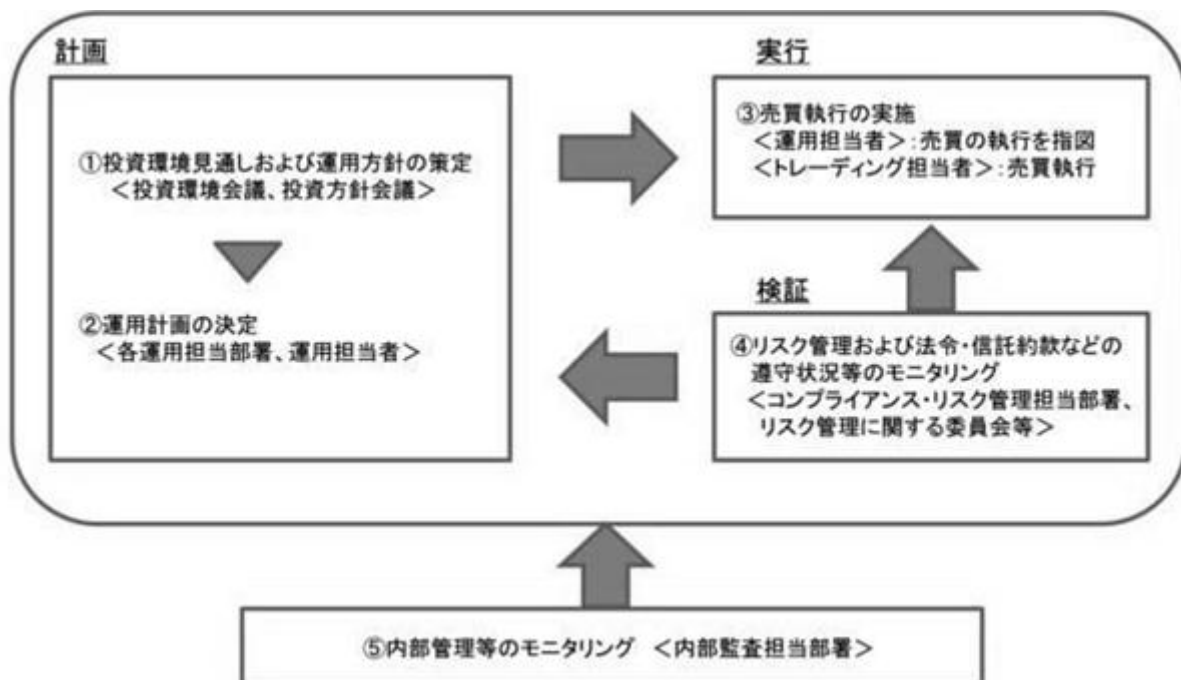 計画
①投資環境見通しおよび運用方針の策定
＜投資環境会議、投資方針会議＞
②運用計画の決定
＜各運用担当部署、運用担当者＞
実行
③売買執行の実施
＜運用担当者＞：売買の執行を指図
＜トレーディング担当者＞：売買執行
検証
④リスク管理および法令・信託約款などの
遵守状況等のモニタリング
＜コンプライアンス・リスク管理担当部署、
リスク管理に関する委員会等＞
⑤内部管理等のモニタリング　＜内部監査担当部署＞